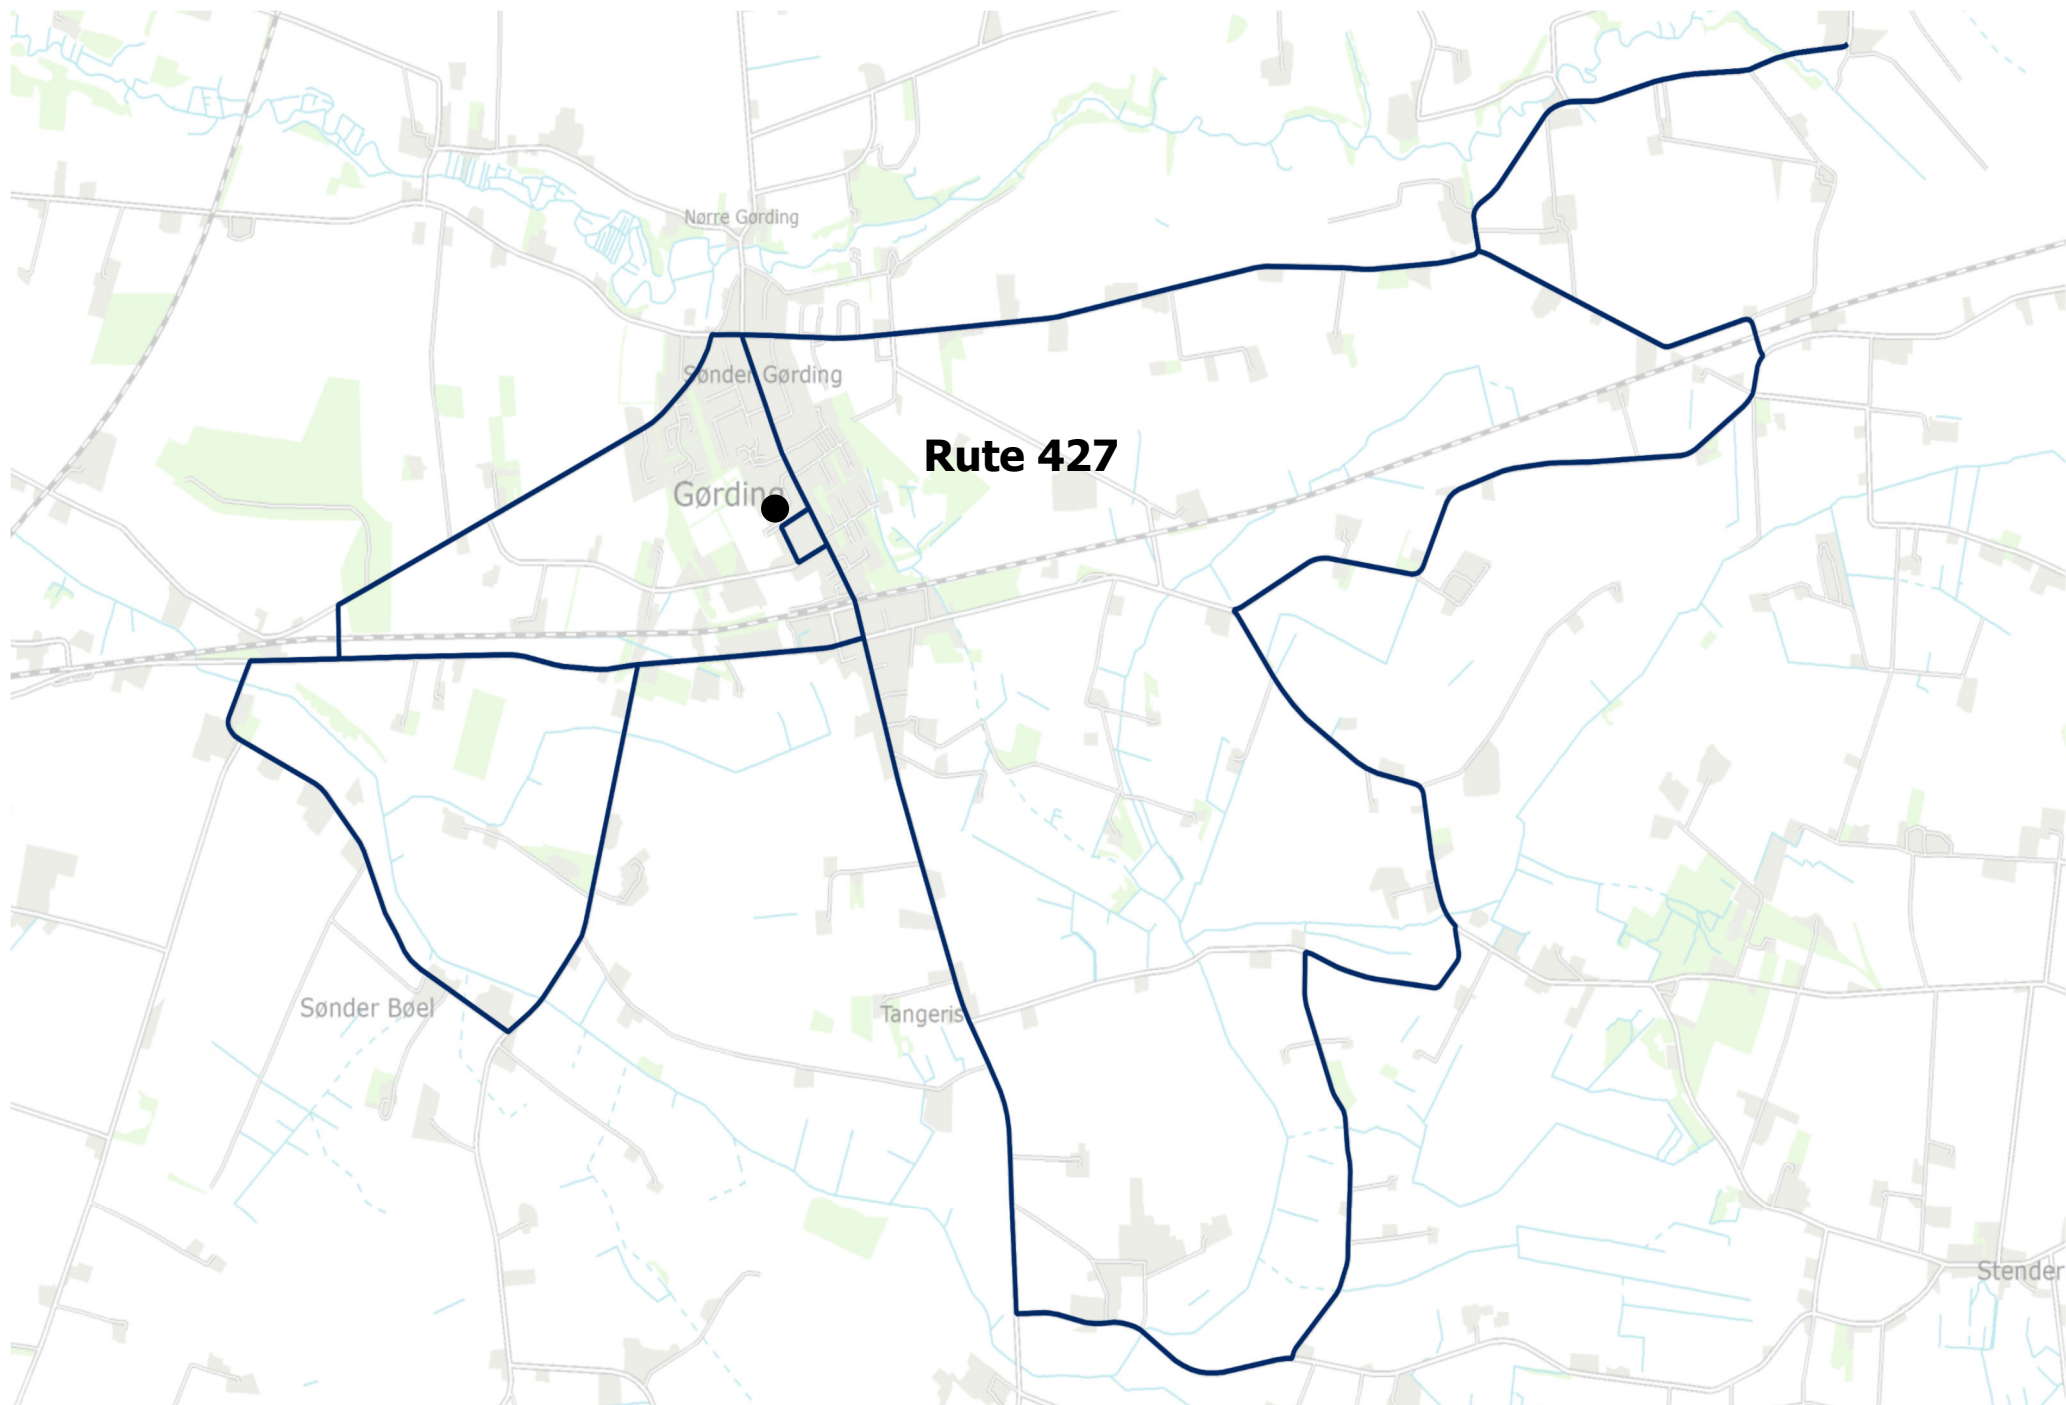 Nørre Gørding
Sønder Gørding
Rute 427
Gørding
Sønder Bøel
Tangeris
Stender